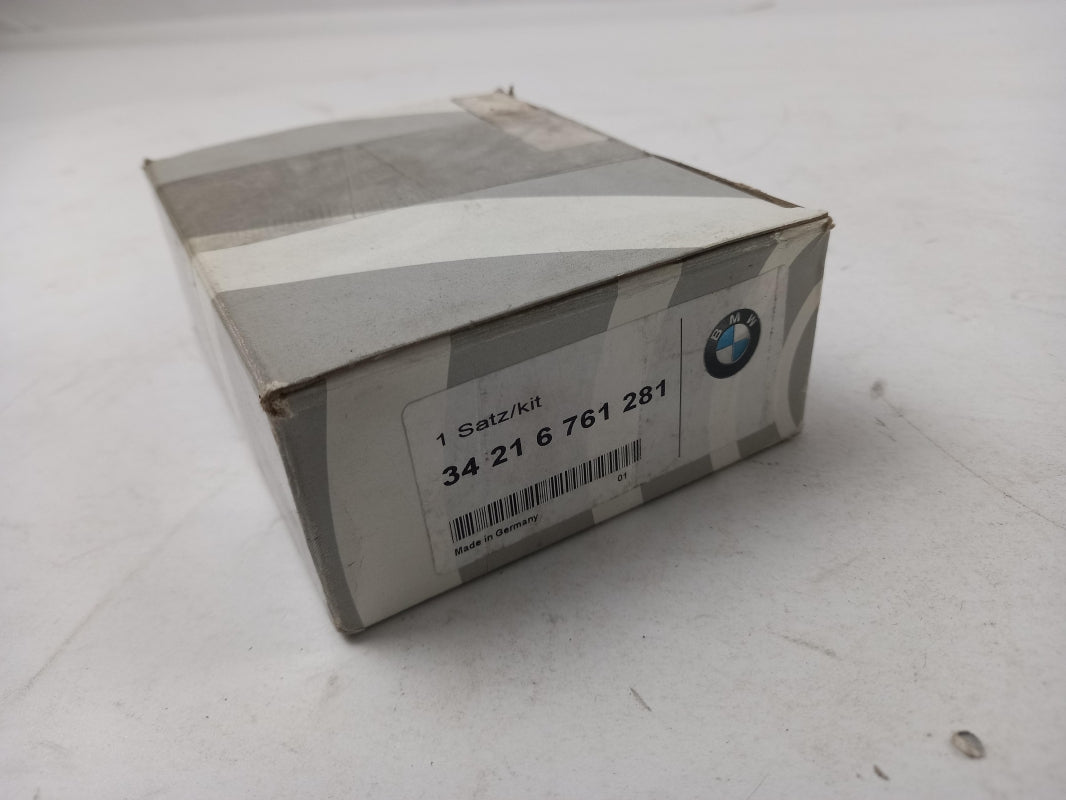 1 Satz/kit
34 21 6 761 281
01
Made in Germany
BMW